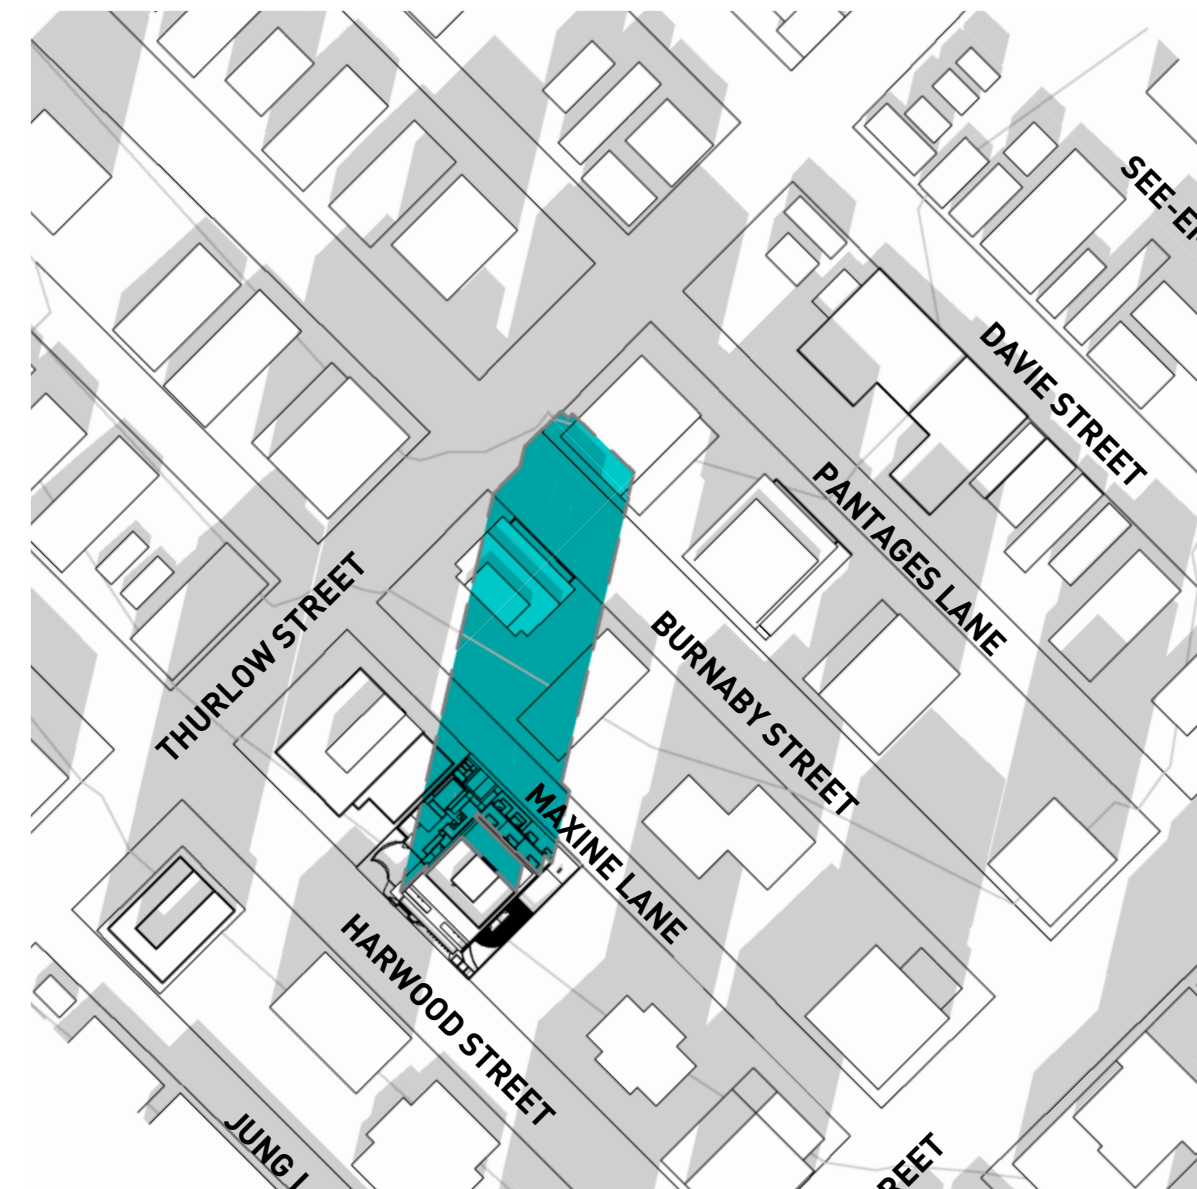 SEE-E
DAVIE STREET
PANTAGES LANE
THURLOW STREET
BURNABY STREET
MAXINE LANE
HARWOOD STREET
JUNG L
REET